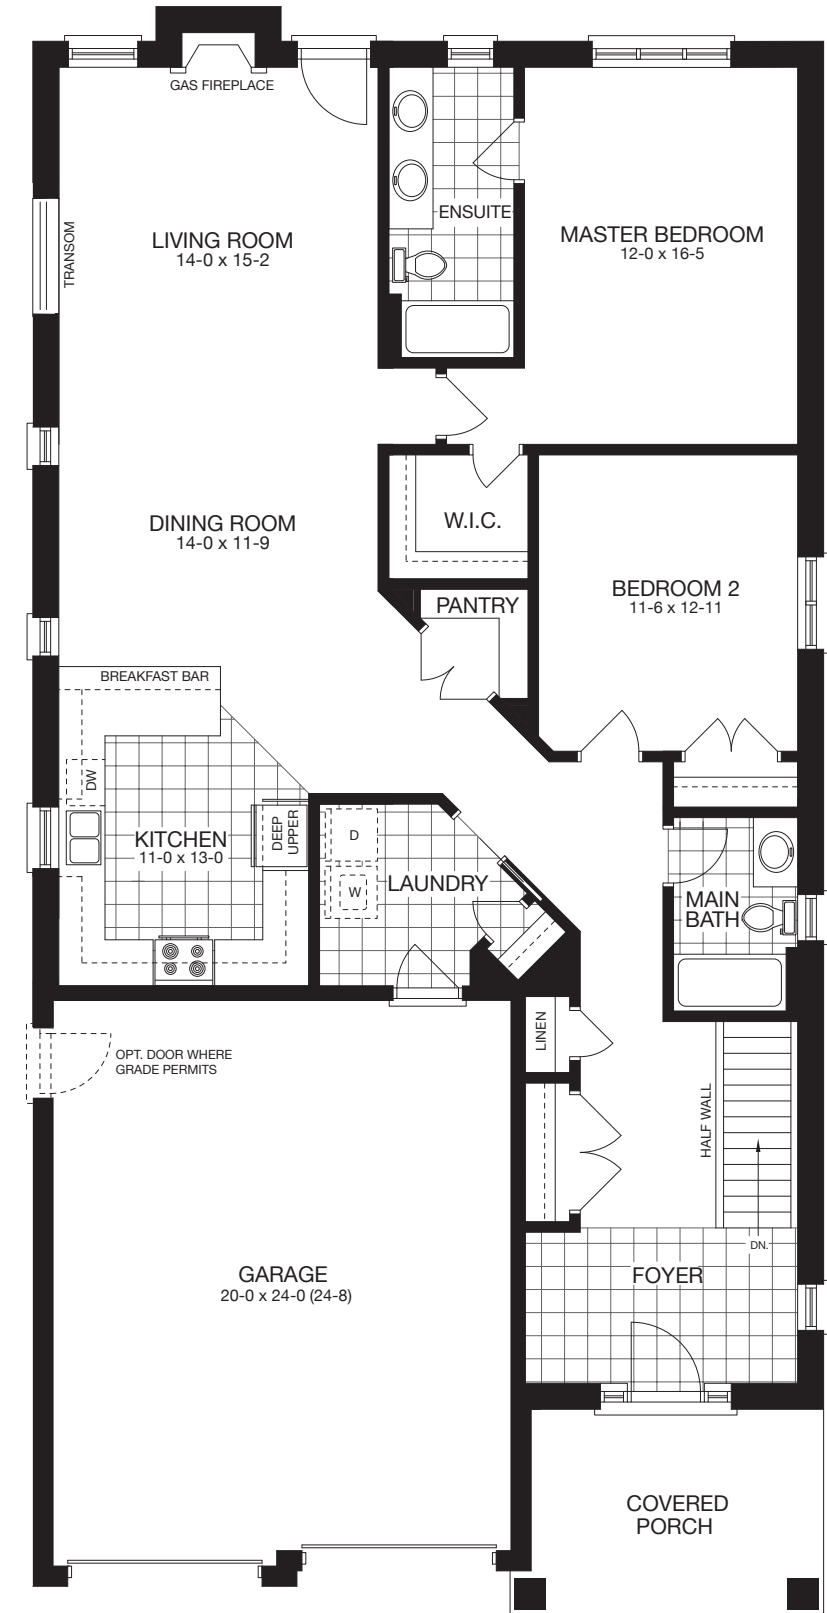 GAS FIREPLACE
ENSUITE
LIVING ROOM
14-0 x 15-2
TRANSOM
MASTER BEDROOM
12-0 x 16-5
W.I.C.
DINING ROOM
14-0 x 11-9
BEDROOM 2
11-6 x 12-11
PANTRY
BREAKFAST BAR
DW
KITCHEN
11-0 x 13-0
DEEP
UPPER
D
W
LAUNDRY
MAIN
BATH
LINEN
OPT. DOOR WHERE
GRADE PERMITS
HALF WALL
DN.
FOYER
GARAGE
20-0 x 24-0 (24-8)
COVERED
PORCH